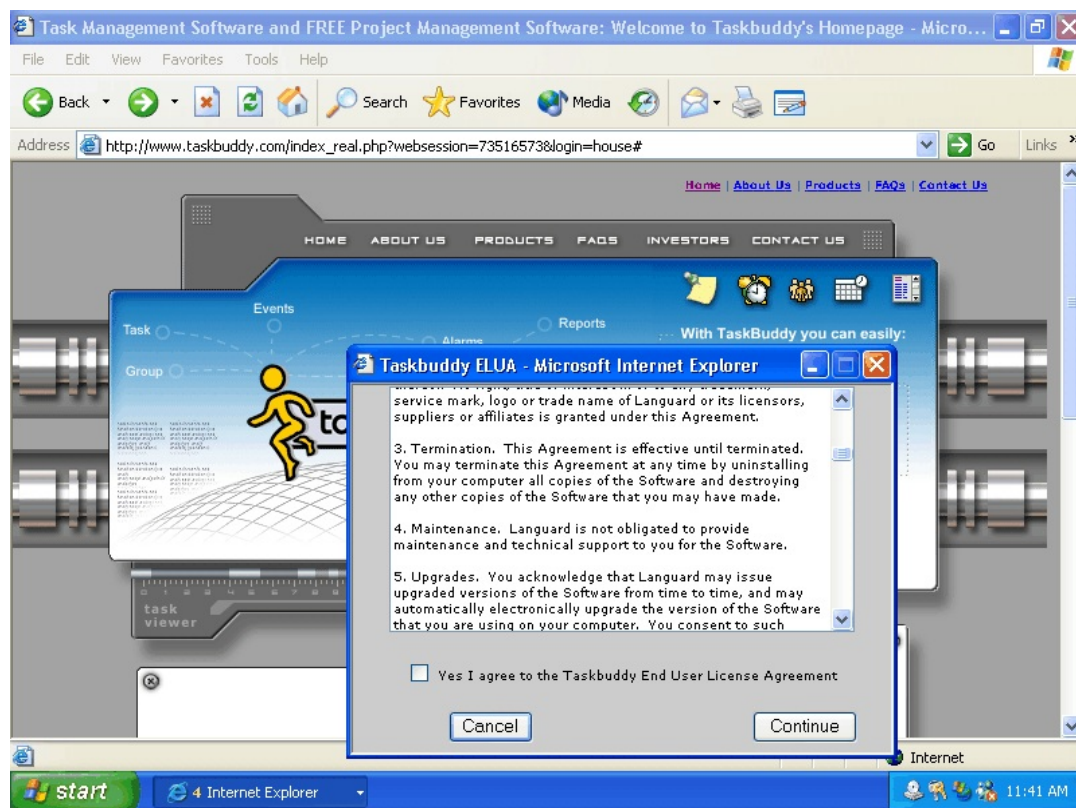 Task Management Software and FREE Project Management Software: Welcome to Taskbuddy's Homepage - Micro...
File Edit View Favorites Tools Help
Back Search Favorites Media
Address http://www.taskbuddy.com/index_real.php?websession=73516573&login=house# Go Links
Home | About Us | Products | FAQs | Contact Us
HOME ABOUT US PRODUCTS FAQS INVESTORS CONTACT US
Events
Task
Reports
Alarms
With TaskBuddy you can easily:
Group
Taskbuddy ELUA - Microsoft Internet Explorer
service mark, logo or trade name of Languard or its licensors,
suppliers or affiliates is granted under this Agreement.
3. Termination. This Agreement is effective until terminated.
You may terminate this Agreement at any time by uninstalling
from your computer all copies of the Software and destroying
any other copies of the Software that you may have made.
4. Maintenance. Languard is not obligated to provide
maintenance and technical support to you for the Software.
5. Upgrades. You acknowledge that Languard may issue
upgraded versions of the Software from time to time, and may
automatically electronically upgrade the version of the Software
that you are using on your computer. You consent to such
task
viewer
Yes I agree to the Taskbuddy End User License Agreement
Cancel Continue
Internet
start 4 Internet Explorer 11:41 AM